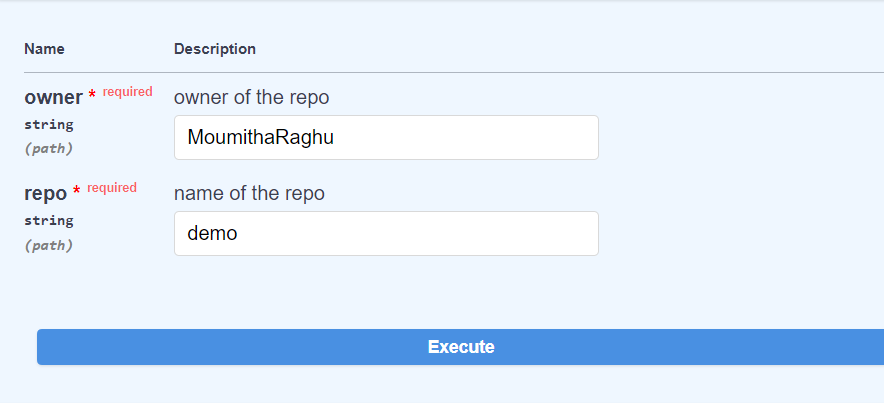 Name Description
owner * required owner of the repo
string
(path)
MoumithaRaghu
repo * required name of the repo
string
(path)
demo
Execute